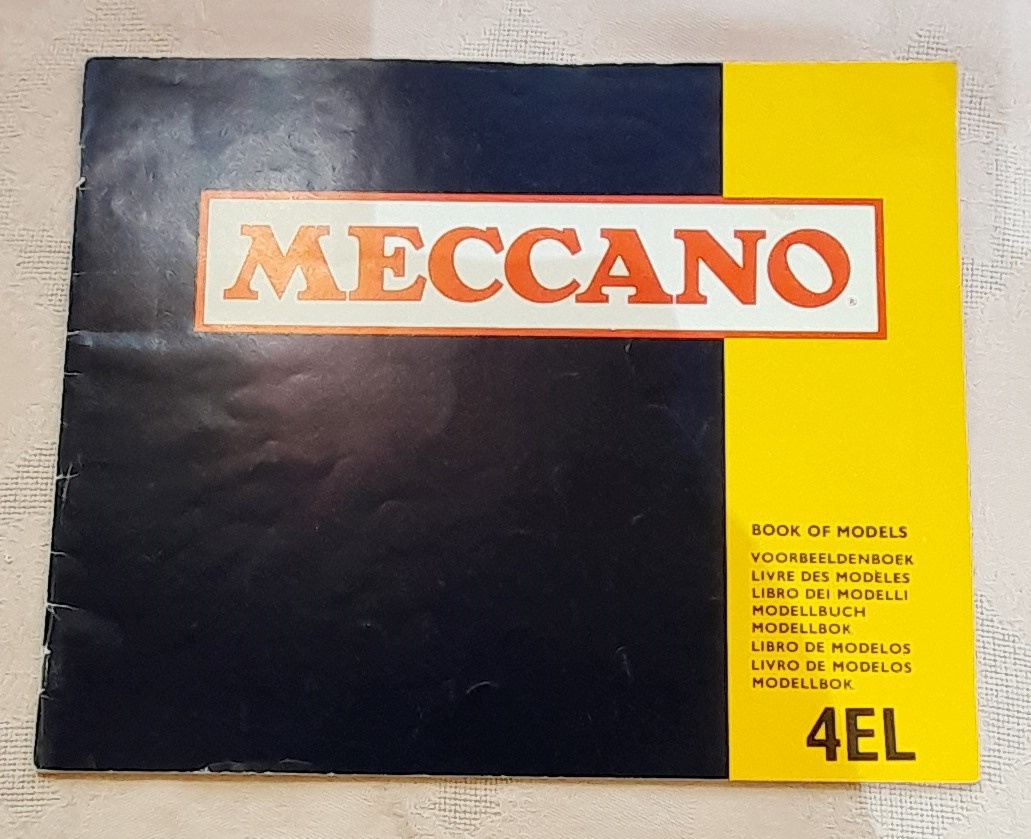 MECCANO®
BOOK OF MODELS
VOORBEELDENBOEK
LIVRE DES MODÈLES
LIBRO DEI MODELLI
MODELLBUCH
MODELLBOK
LIBRO DE MODELOS
LIVRO DE MODELOS
MODELLBOK
4EL